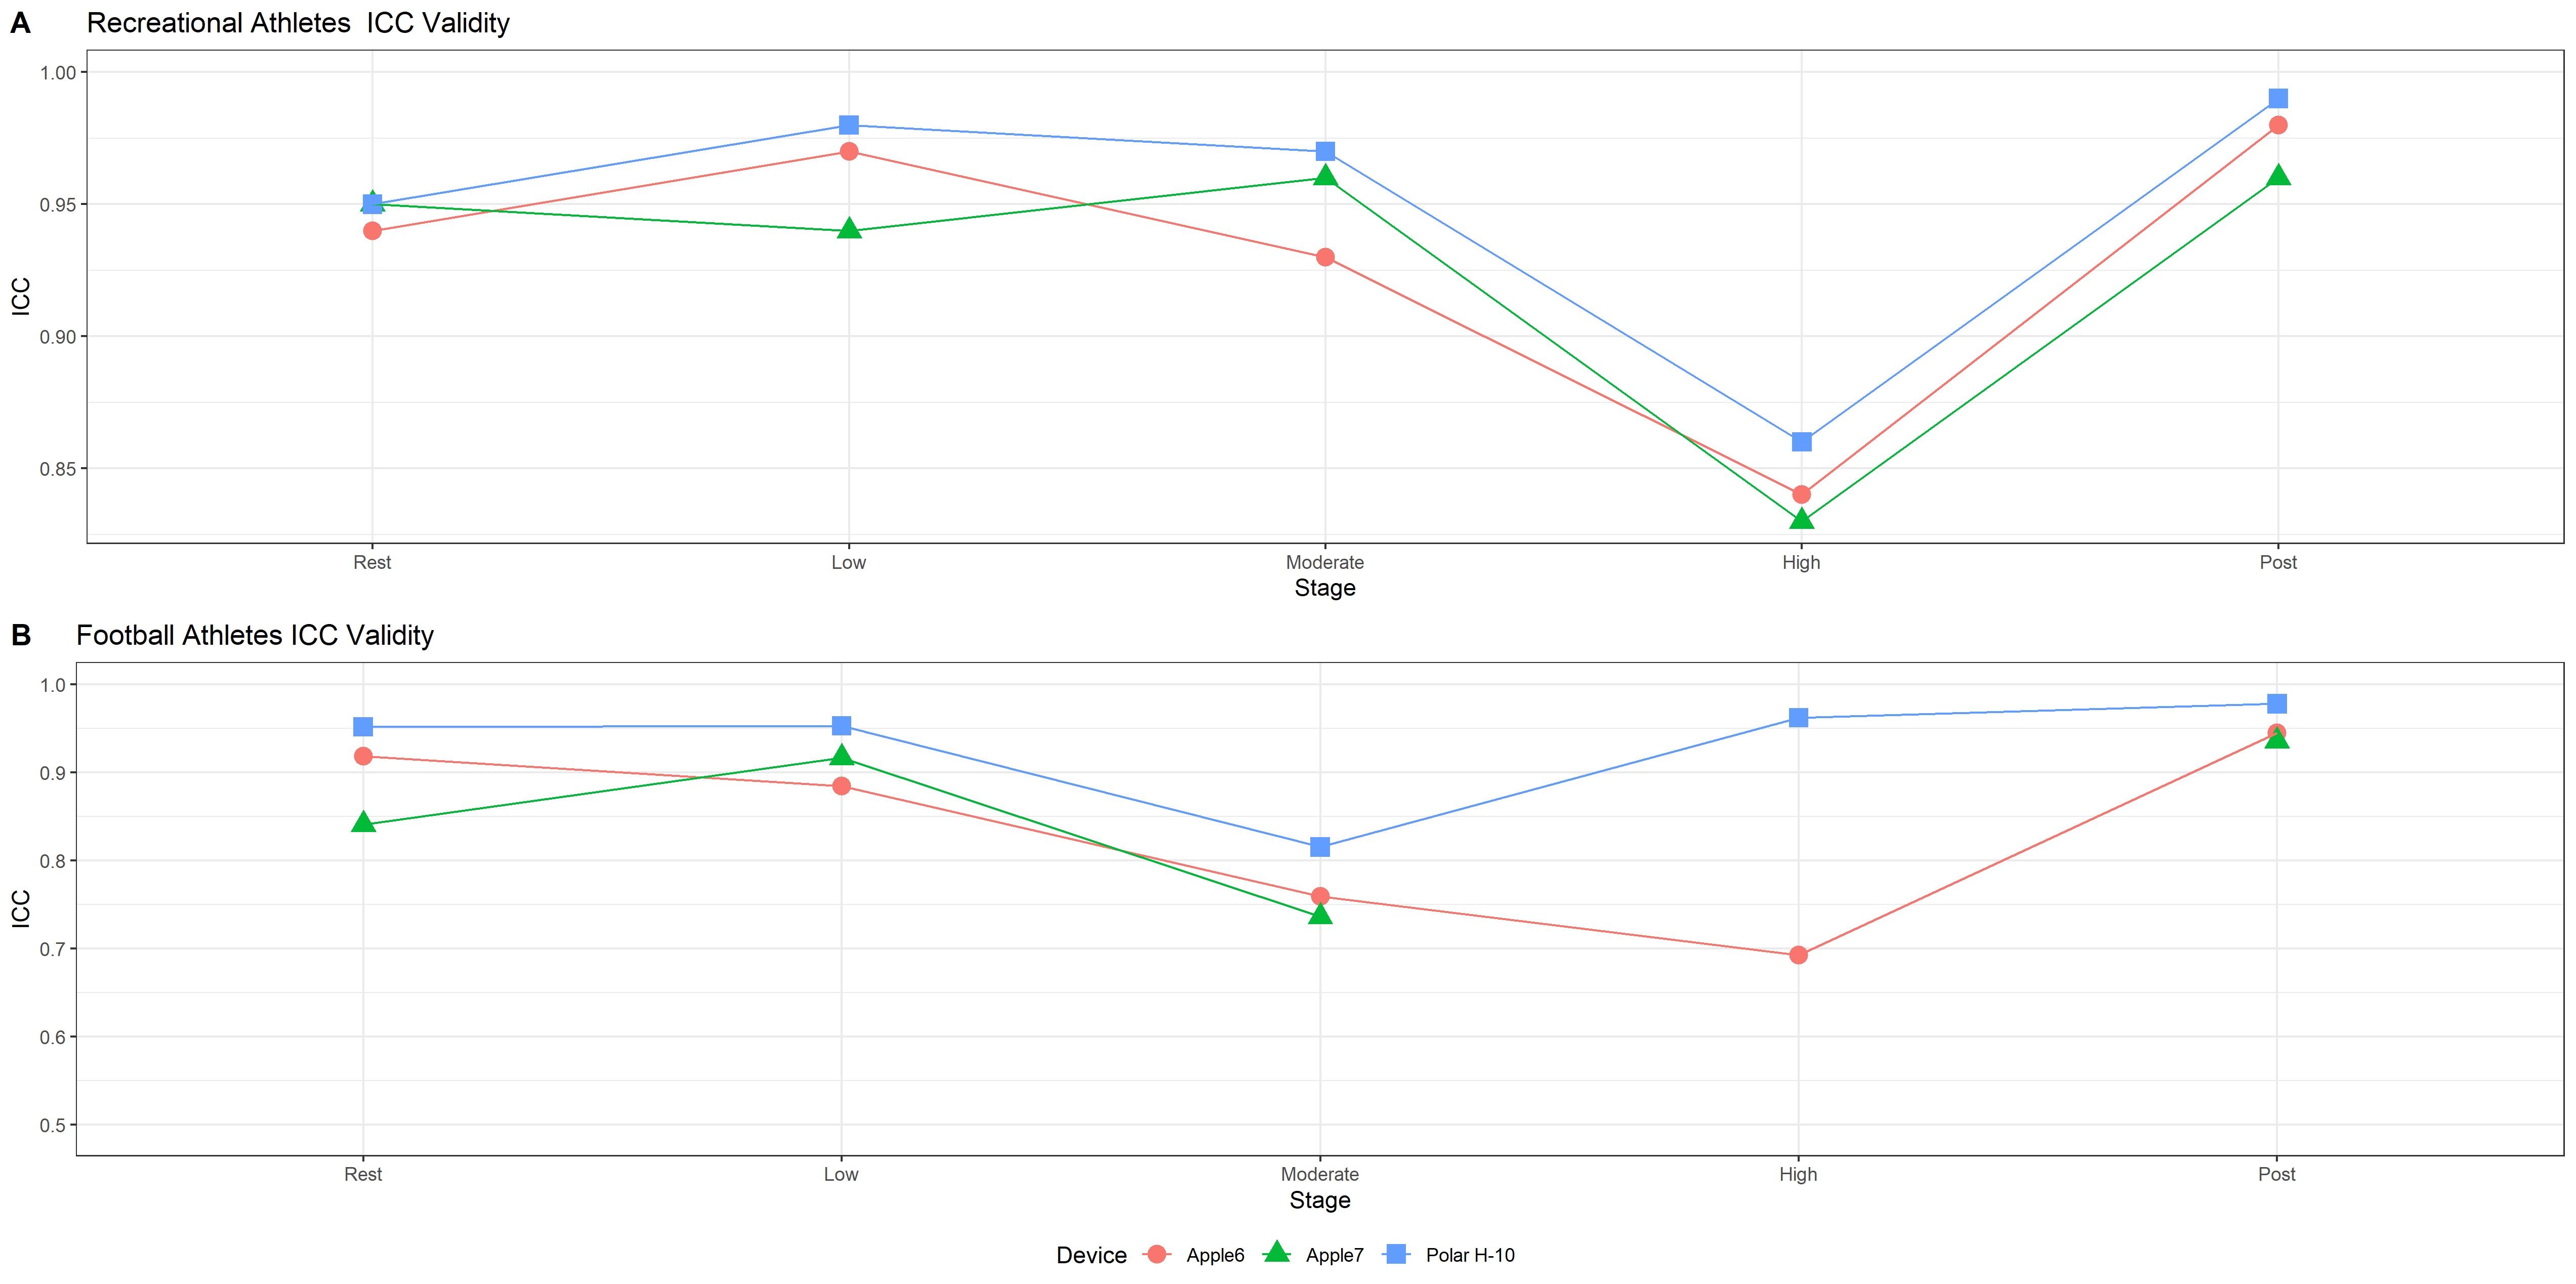 A Recreational Athletes  ICC Validity
1.00
0.95
0.90
0.85
ICC
Rest Low Moderate High Post
Stage
B Football Athletes ICC Validity
1.0
0.9
0.8
0.7
0.6
0.5
ICC
Rest Low Moderate High Post
Stage
Device Apple6 Apple7 Polar H-10